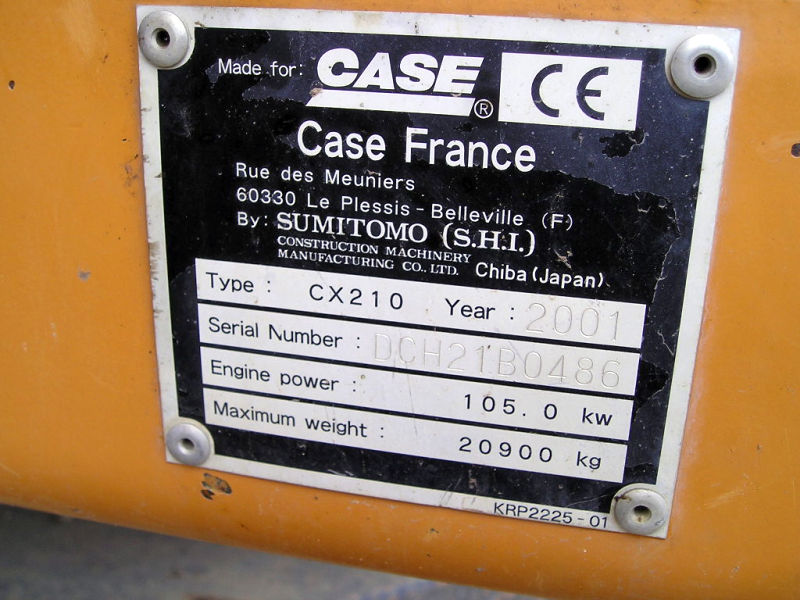 Made for: CASE ® CE
Case France
Rue des Meuniers
60330 Le Plessis-Belleville (F)
By: SUMITOMO (S.H.I.)
CONSTRUCTION MACHINERY
MANUFACTURING CO., LTD. Chiba (Japan)
Type : CX210 Year : 2001
Serial Number : DCH21B0486
Engine power : 105.0 kw
Maximum weight : 20900 kg
KRP2225-01